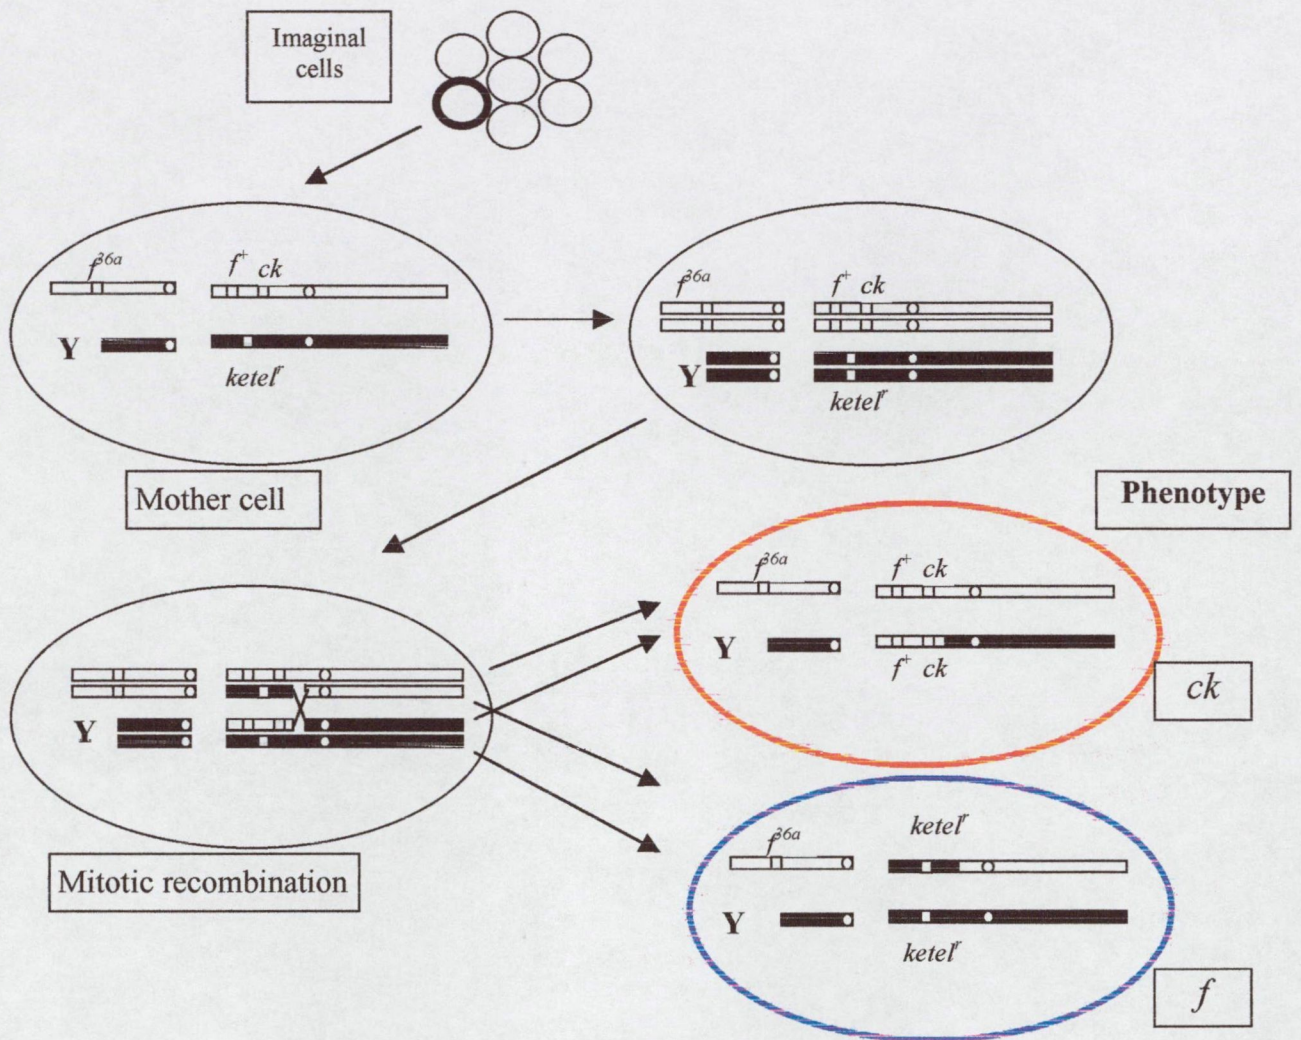 Imaginal
cells
f³⁶ᵃ f⁺ ck
Y
ketelʳ
Mother cell
f³⁶ᵃ f⁺ ck
Y
ketelʳ
Y
Mitotic recombination
Phenotype
f³⁶ᵃ f⁺ ck
Y
f⁺ ck
ck
f³⁶ᵃ ketelʳ
Y
ketelʳ
f